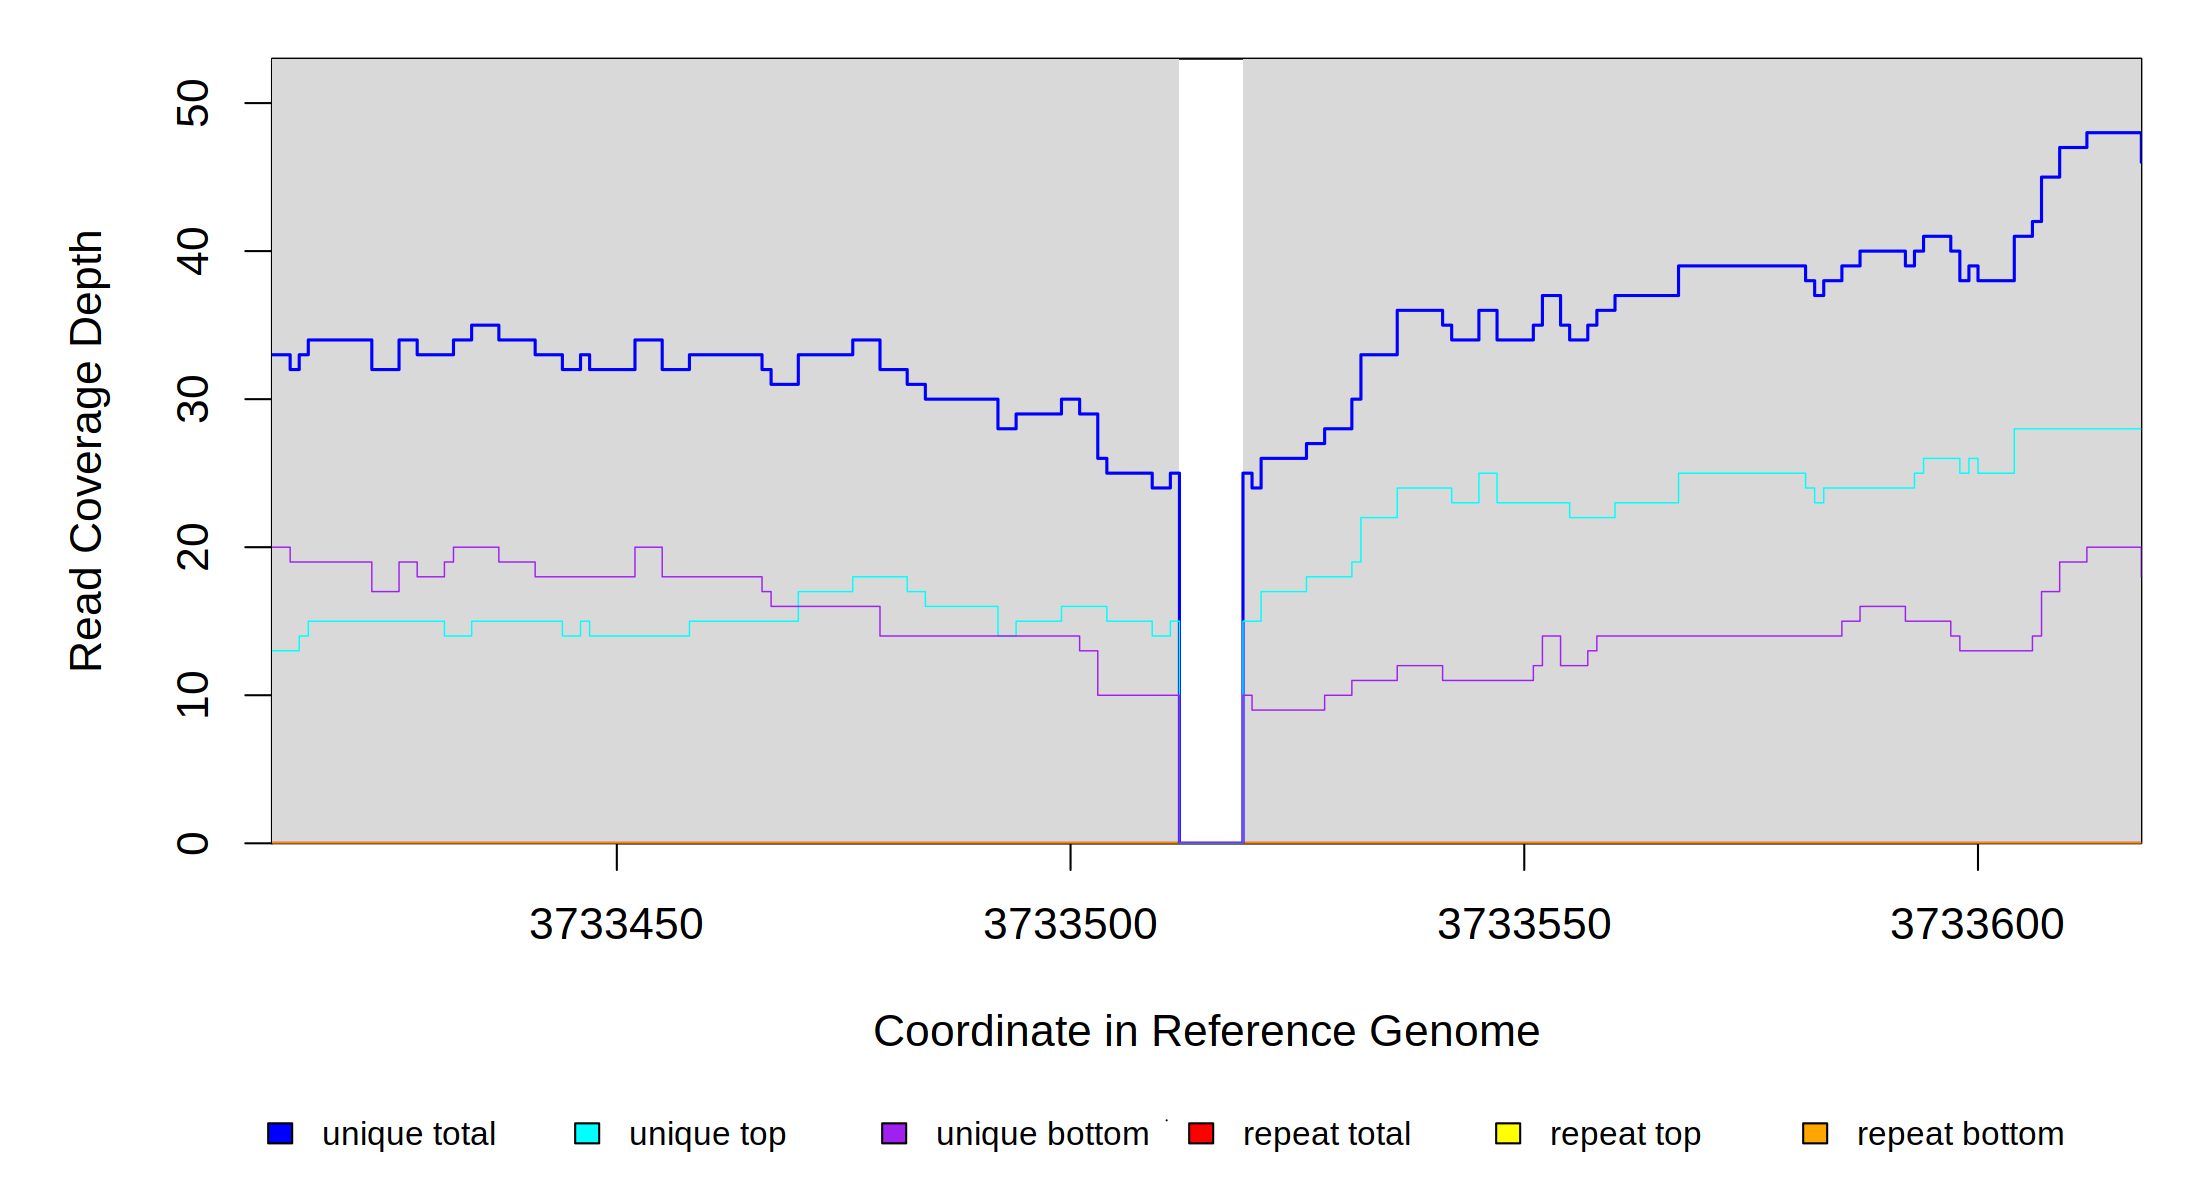 Read Coverage Depth
50
40
30
20
10
0
3733450 3733500 3733550 3733600
Coordinate in Reference Genome
unique total unique top unique bottom repeat total repeat top repeat bottom